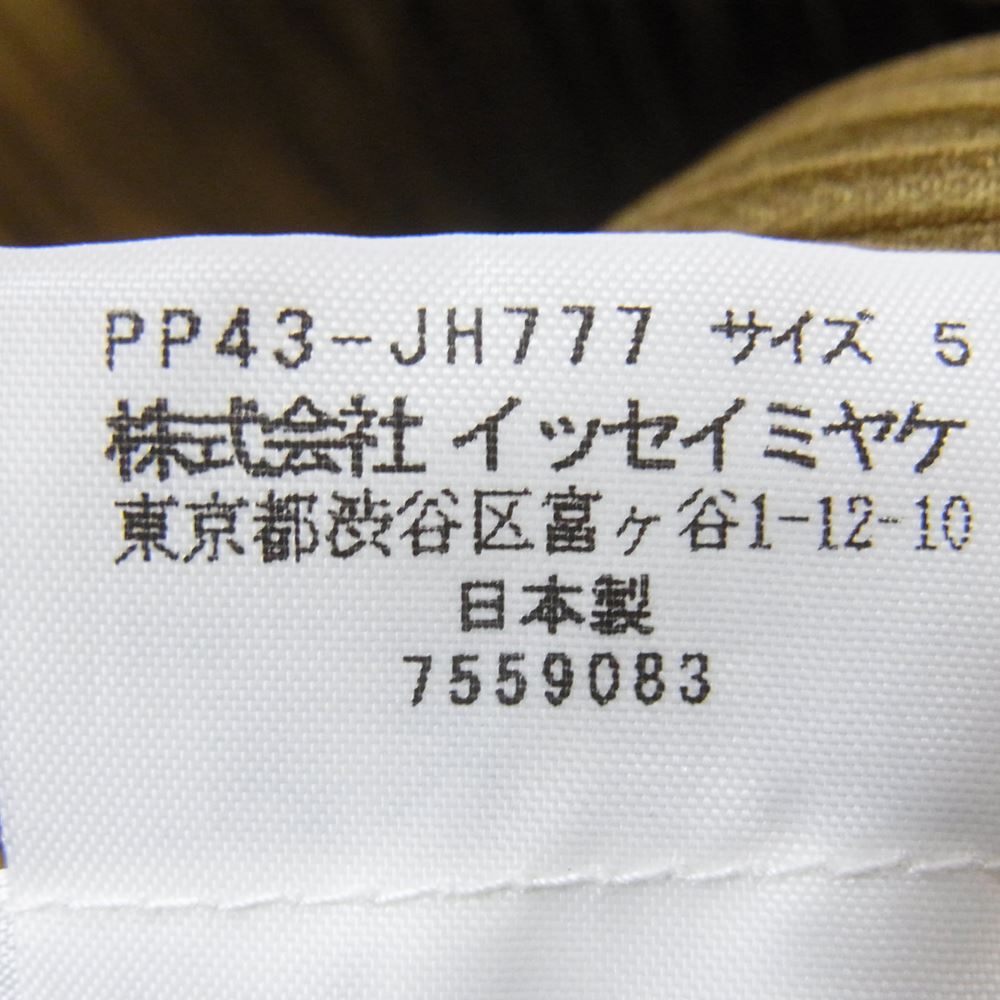 PP43-JH777 サイズ 5
株式会社 イッセイミヤケ
東京都渋谷区富ヶ谷1-12-10
日本製
7559083